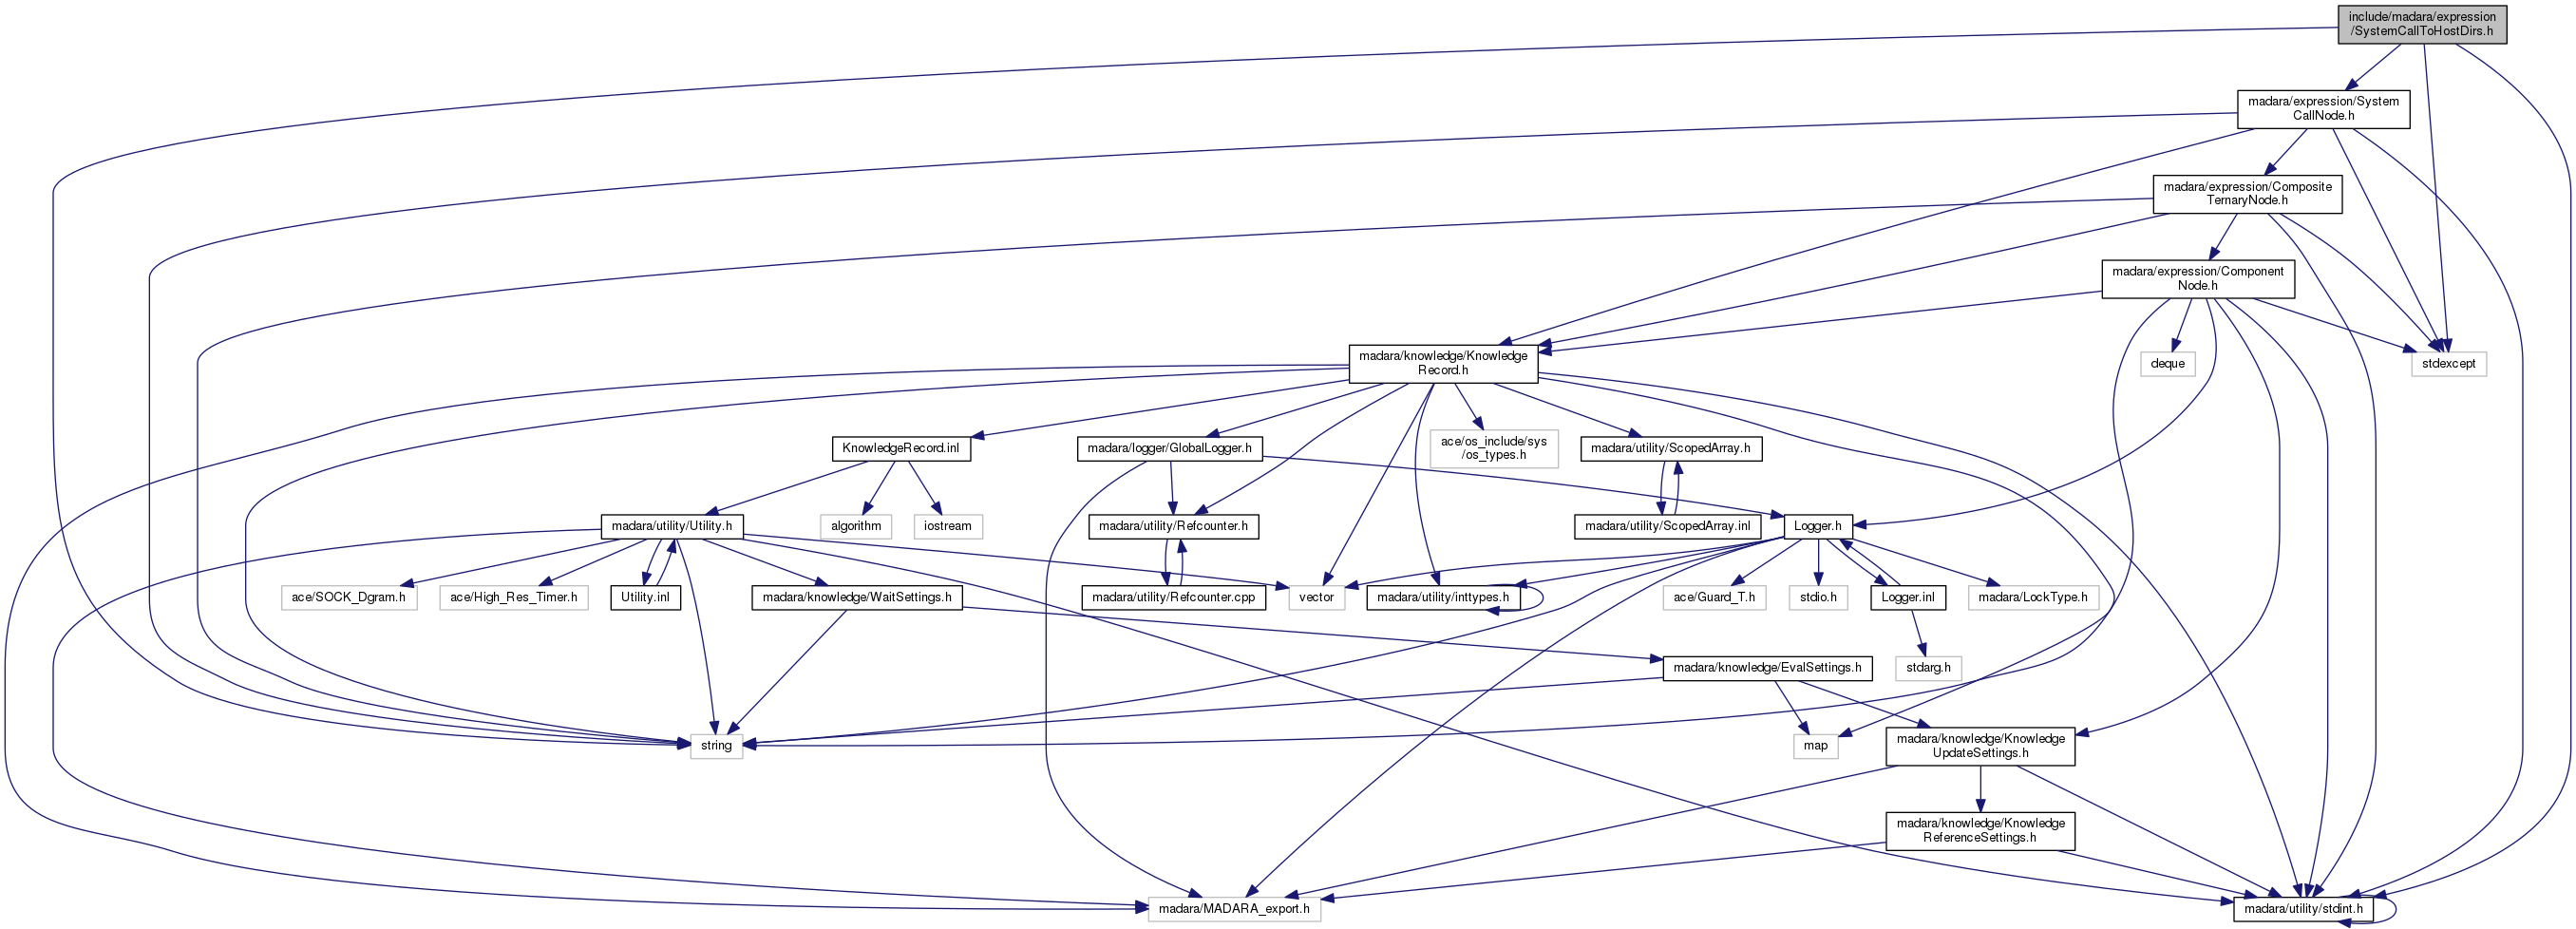 include/madara/expression
/SystemCallToHostDirs.h
madara/expression/System
CallNode.h
madara/expression/Composite
TernaryNode.h
madara/expression/Component
Node.h
madara/knowledge/Knowledge
Record.h
deque
stdexcept
KnowledgeRecord.inl
madara/logger/GlobalLogger.h
ace/os_include/sys
/os_types.h
madara/utility/ScopedArray.h
madara/utility/Utility.h
algorithm
iostream
madara/utility/Refcounter.h
madara/utility/ScopedArray.inl
Logger.h
ace/SOCK_Dgram.h
ace/High_Res_Timer.h
Utility.inl
madara/knowledge/WaitSettings.h
madara/utility/Refcounter.cpp
vector
madara/utility/inttypes.h
ace/Guard_T.h
stdio.h
Logger.inl
madara/LockType.h
madara/knowledge/EvalSettings.h
stdarg.h
string
map
madara/knowledge/Knowledge
UpdateSettings.h
madara/knowledge/Knowledge
ReferenceSettings.h
madara/MADARA_export.h
madara/utility/stdint.h